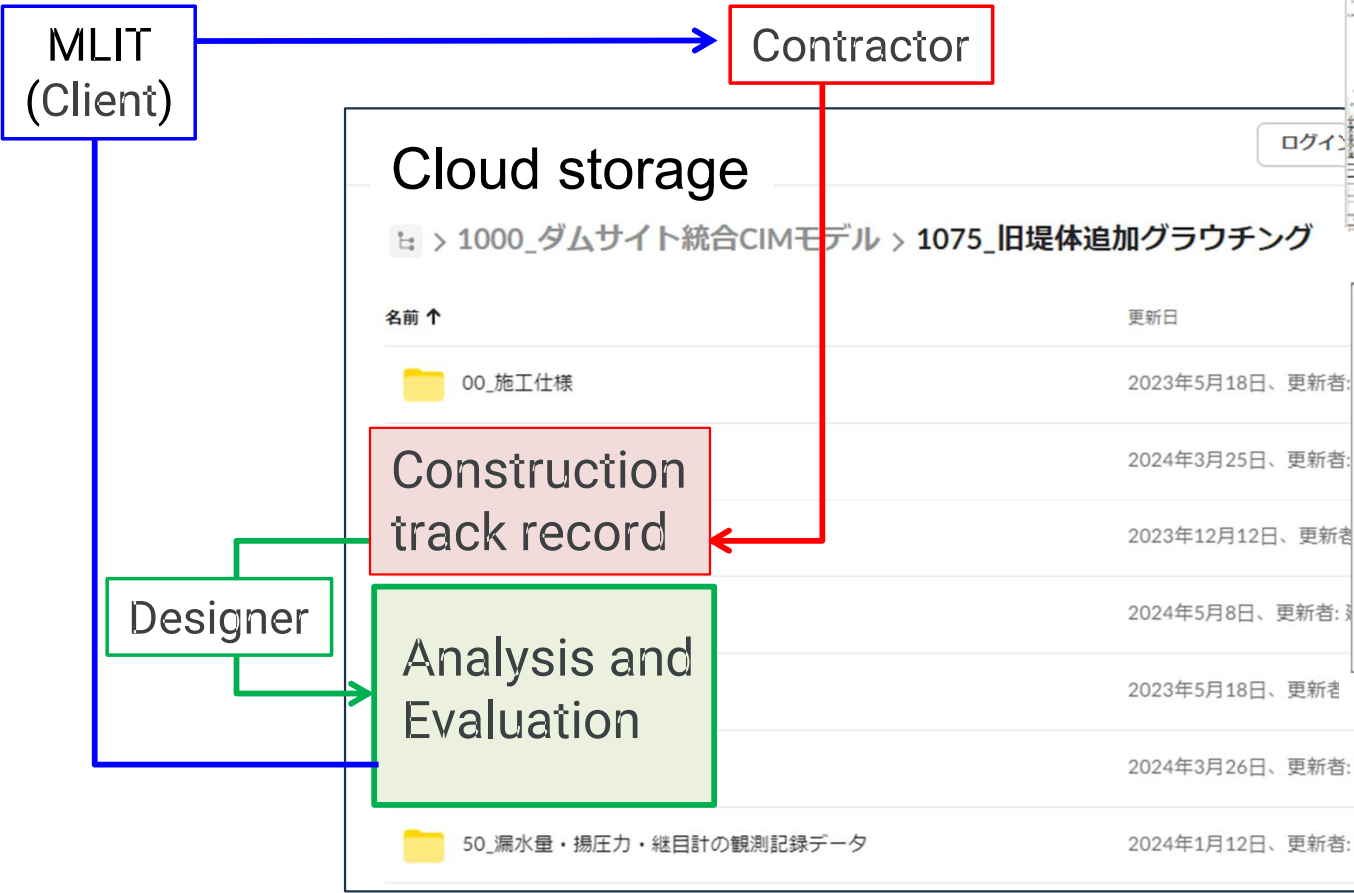 MLIT
(Client)
Contractor
Cloud storage
ログイン
> 1000_ダムサイト統合CIMモデル > 1075_旧堤体追加グラウチング
名前 ↑
更新日
00_施工仕様
2023年5月18日、更新者:
Construction
track record
2024年3月25日、更新者:
2023年12月12日、更新者
Designer
2024年5月8日、更新者:
Analysis and
Evaluation
2023年5月18日、更新者
2024年3月26日、更新者:
50_漏水量・揚圧力・継目計の観測記録データ
2024年1月12日、更新者: